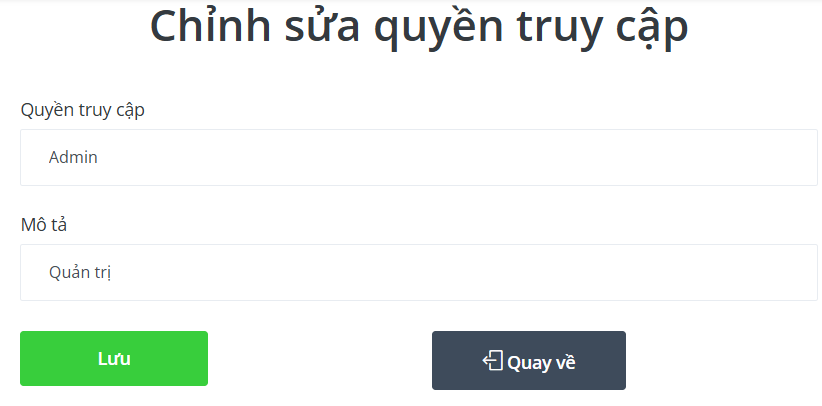 Chỉnh sửa quyền truy cập
Quyền truy cập
Admin
Mô tả
Quản trị
Lưu
Quay về